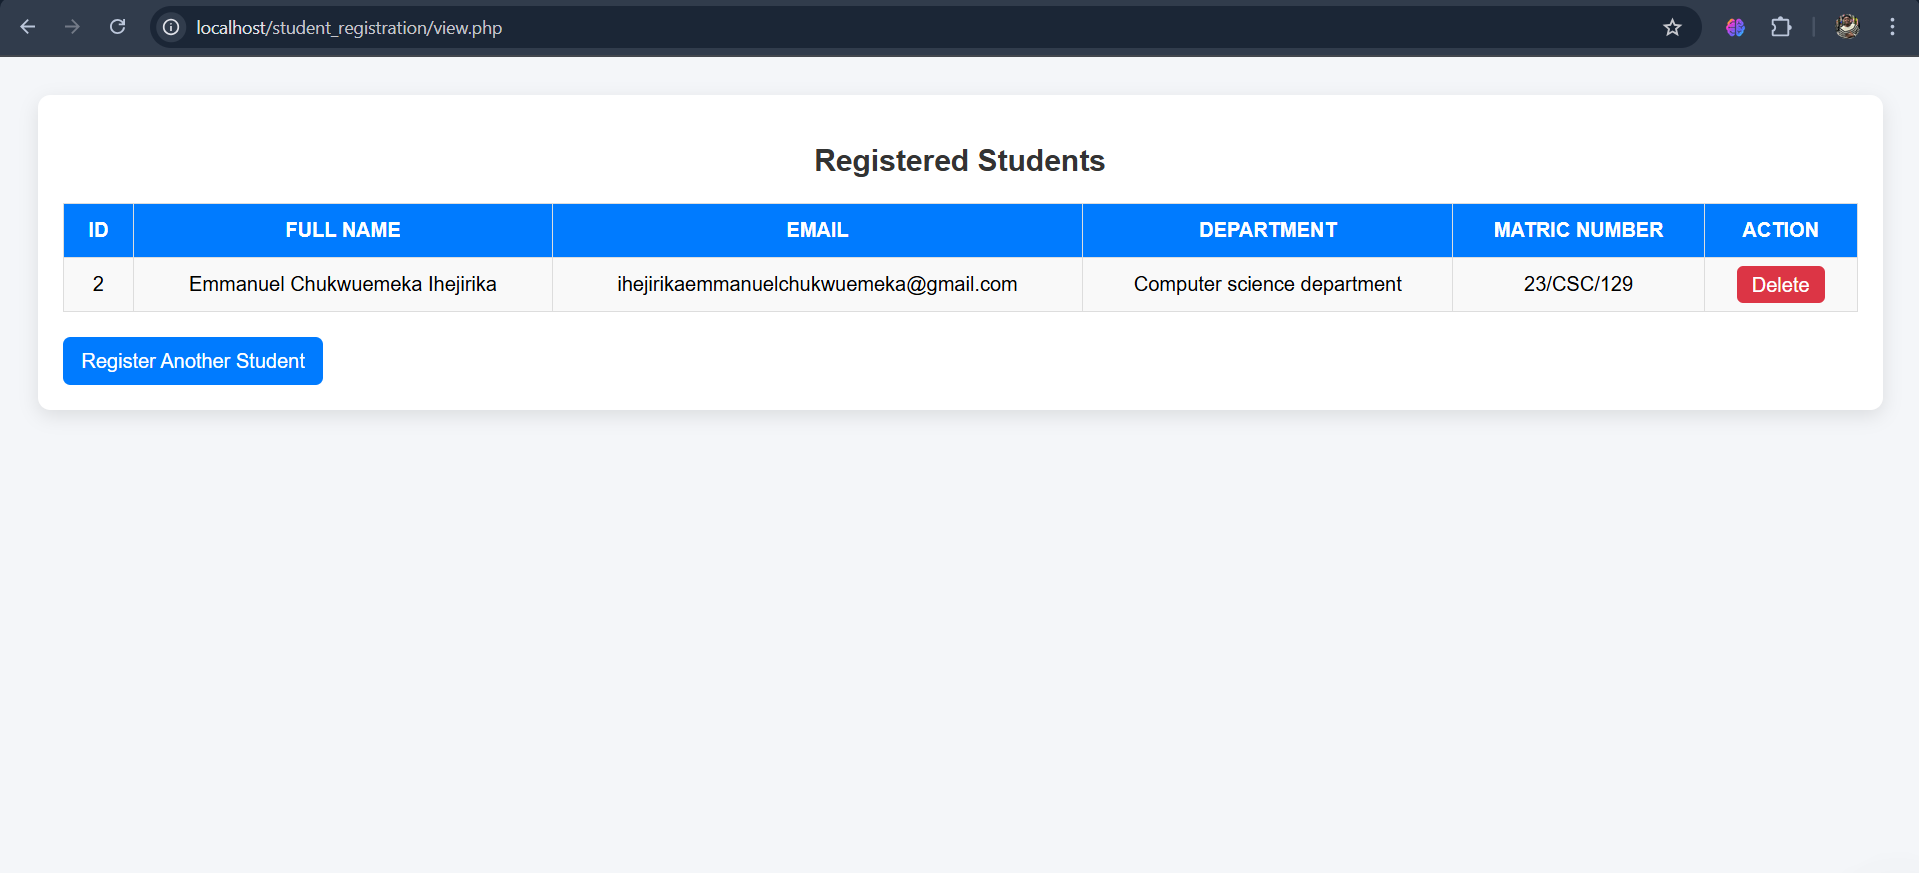 localhost/student_registration/view.php
Registered Students
ID FULL NAME EMAIL DEPARTMENT MATRIC NUMBER ACTION
2 Emmanuel Chukwuemeka Ihejirika ihejirikaemmanuelchukwuemeka@gmail.com Computer science department 23/CSC/129 Delete
Register Another Student